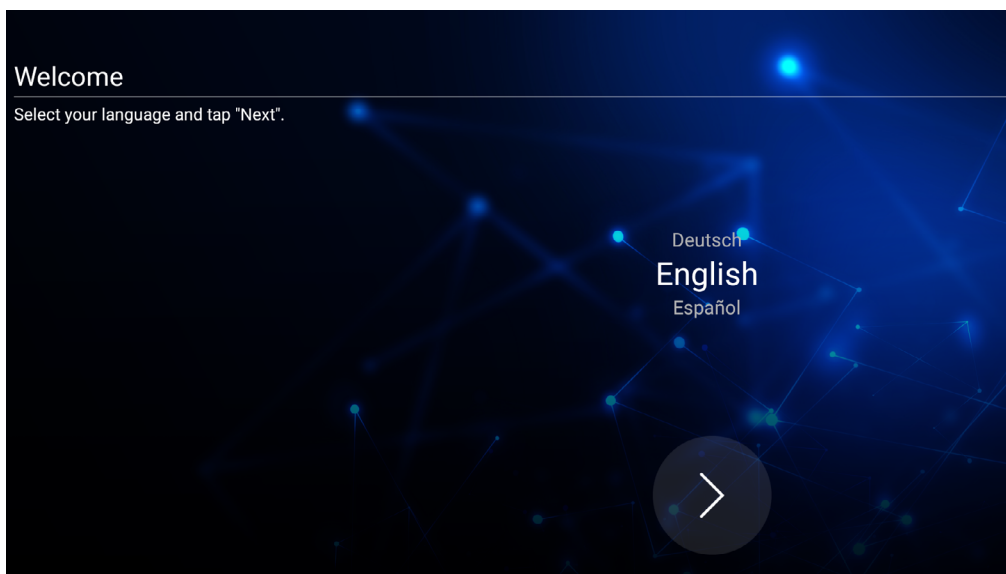 Welcome
Select your language and tap "Next".
Deutsch
English
Español